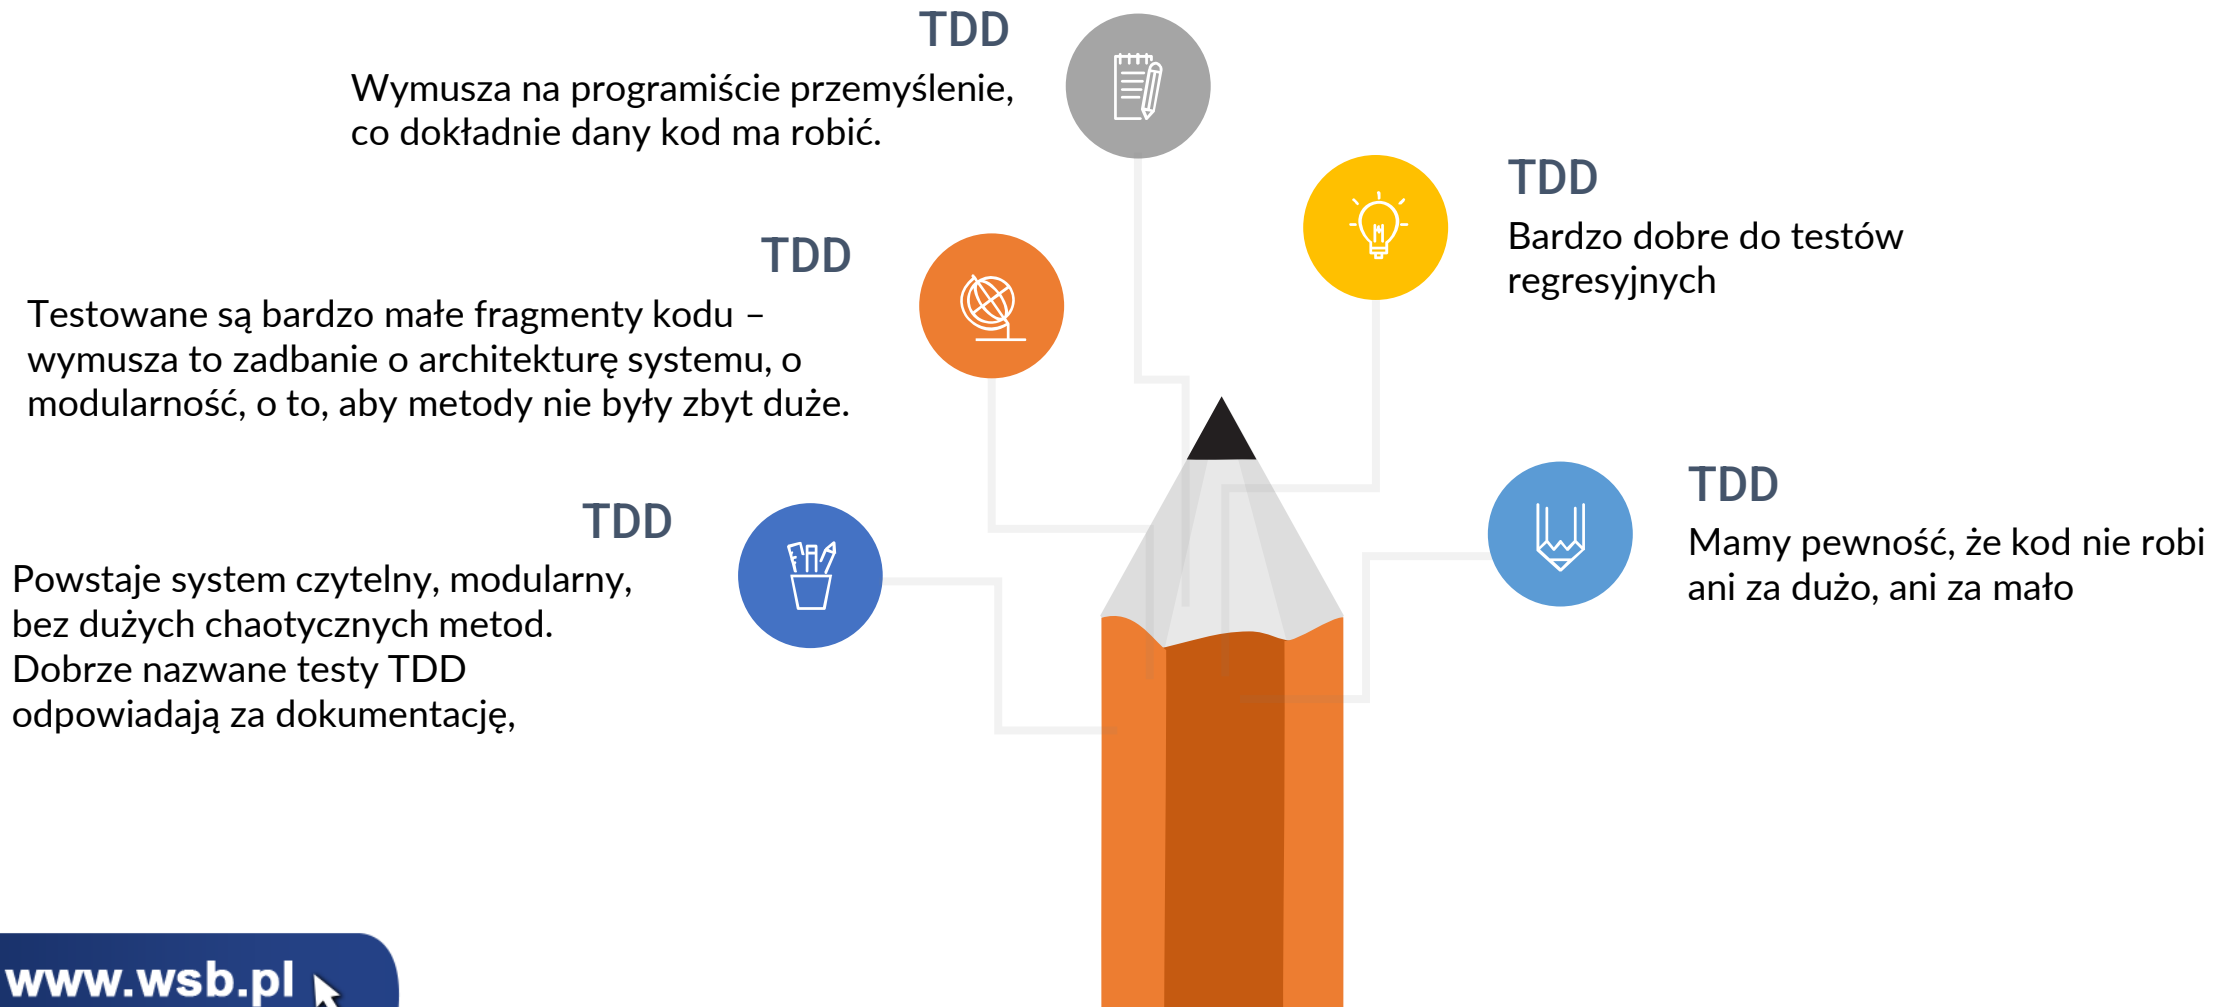 TDD
Wymusza na programiście przemyślenie,
co dokładnie dany kod ma robić.
TDD
Bardzo dobre do testów
regresyjnych
TDD
Testowane są bardzo małe fragmenty kodu –
wymusza to zadbanie o architekturę systemu, o
modularność, o to, aby metody nie były zbyt duże.
TDD
Mamy pewność, że kod nie robi
ani za dużo, ani za mało
TDD
Powstaje system czytelny, modularny,
bez dużych chaotycznych metod.
Dobrze nazwane testy TDD
odpowiadają za dokumentację,
www.wsb.pl